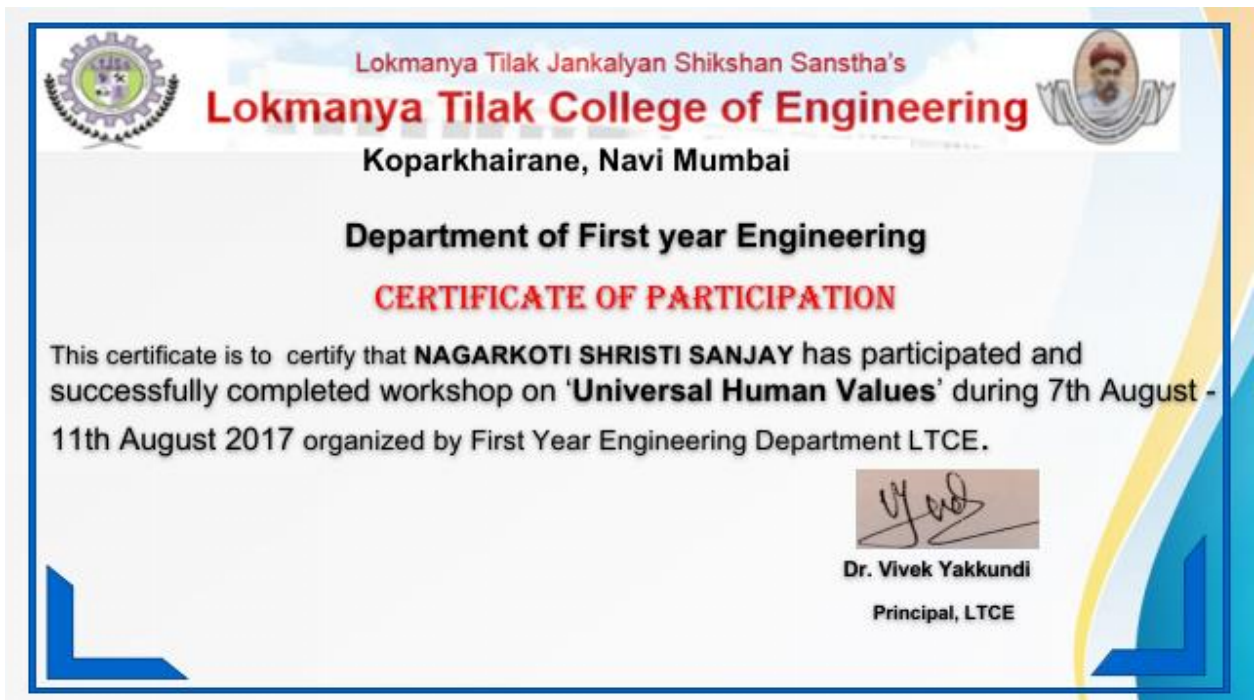 Lokmanya Tilak Jankalyan Shikshan Sanstha's
Lokmanya Tilak College of Engineering
Koparkhairane, Navi Mumbai
Department of First year Engineering
CERTIFICATE OF PARTICIPATION
This certificate is to certify that NAGARKOTI SHRISTI SANJAY has participated and
successfully completed workshop on ‘Universal Human Values’ during 7th August -
11th August 2017 organized by First Year Engineering Department LTCE.
Dr. Vivek Yakkundi
Principal, LTCE